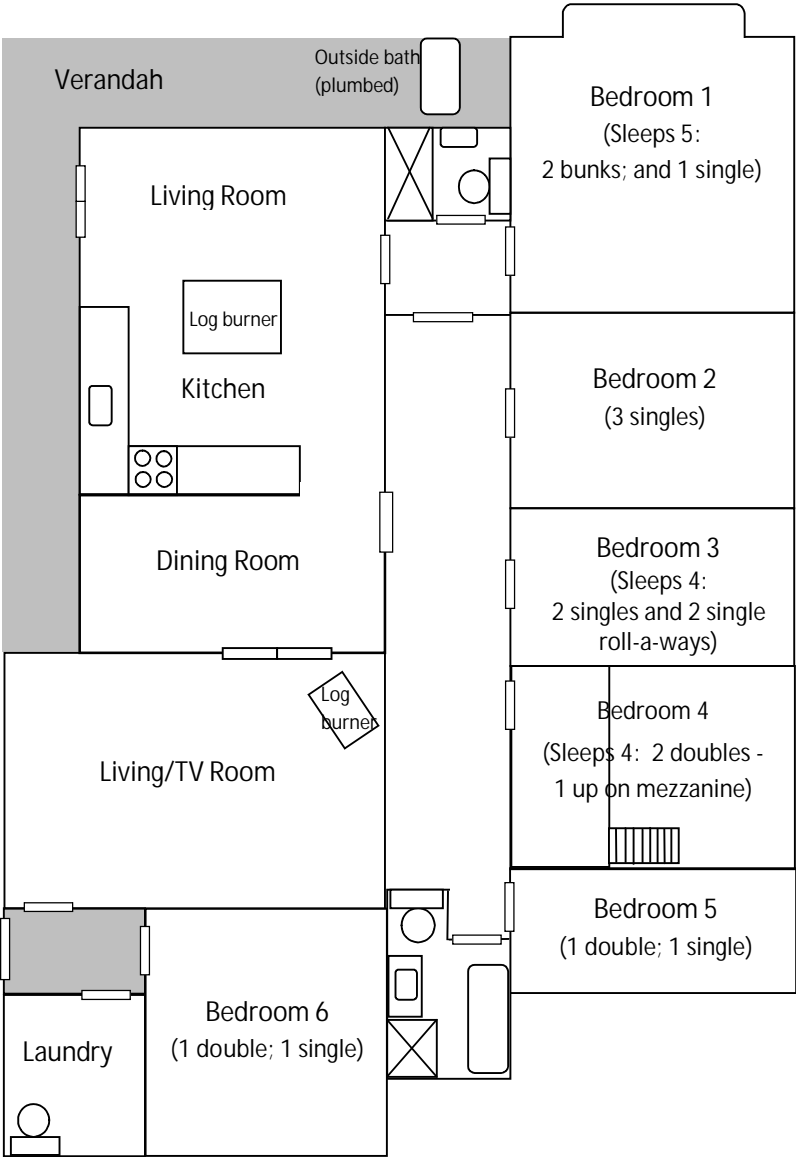 Verandah
Outside bath
(plumbed)
Bedroom 1
(Sleeps 5:
2 bunks; and 1 single)
Living Room
Log burner
Kitchen
Bedroom 2
(3 singles)
Dining Room
Bedroom 3
(Sleeps 4:
2 singles and 2 single
roll-a-ways)
Log
burner
Living/TV Room
Bedroom 4
(Sleeps 4: 2 doubles -
1 up on mezzanine)
Bedroom 5
(1 double; 1 single)
Bedroom 6
(1 double; 1 single)
Laundry